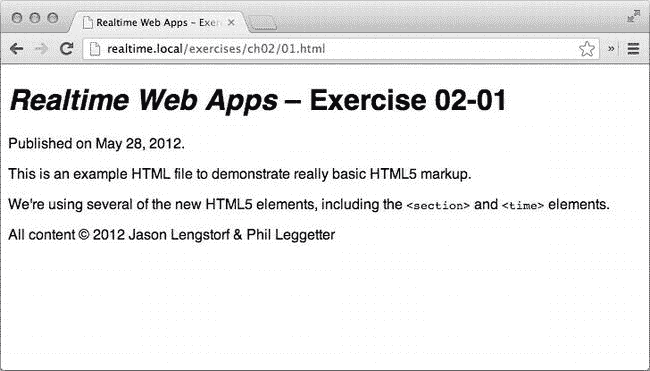 Realtime Web Apps – Exer
realtime.local/exercises/ch02/01.html
Realtime Web Apps – Exercise 02-01
Published on May 28, 2012.
This is an example HTML file to demonstrate really basic HTML5 markup.
We're using several of the new HTML5 elements, including the <section> and <time> elements.
All content © 2012 Jason Lengstorf & Phil Leggetter